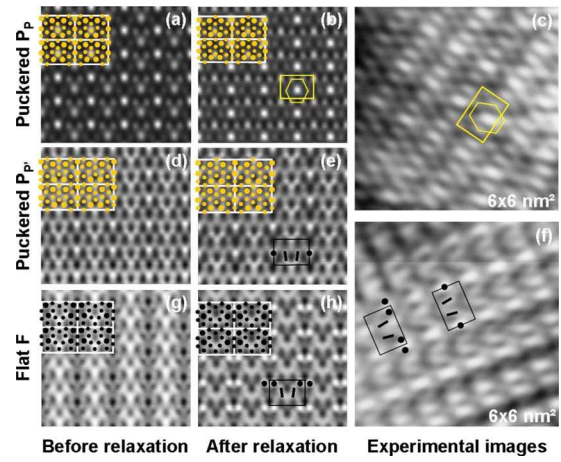 Puckered P_P
(a)
(b)
(c)
6x6 nm²
Puckered P_P'
(d)
(e)
(f)
6x6 nm²
Flat F
(g)
(h)
Before relaxation
After relaxation
Experimental images